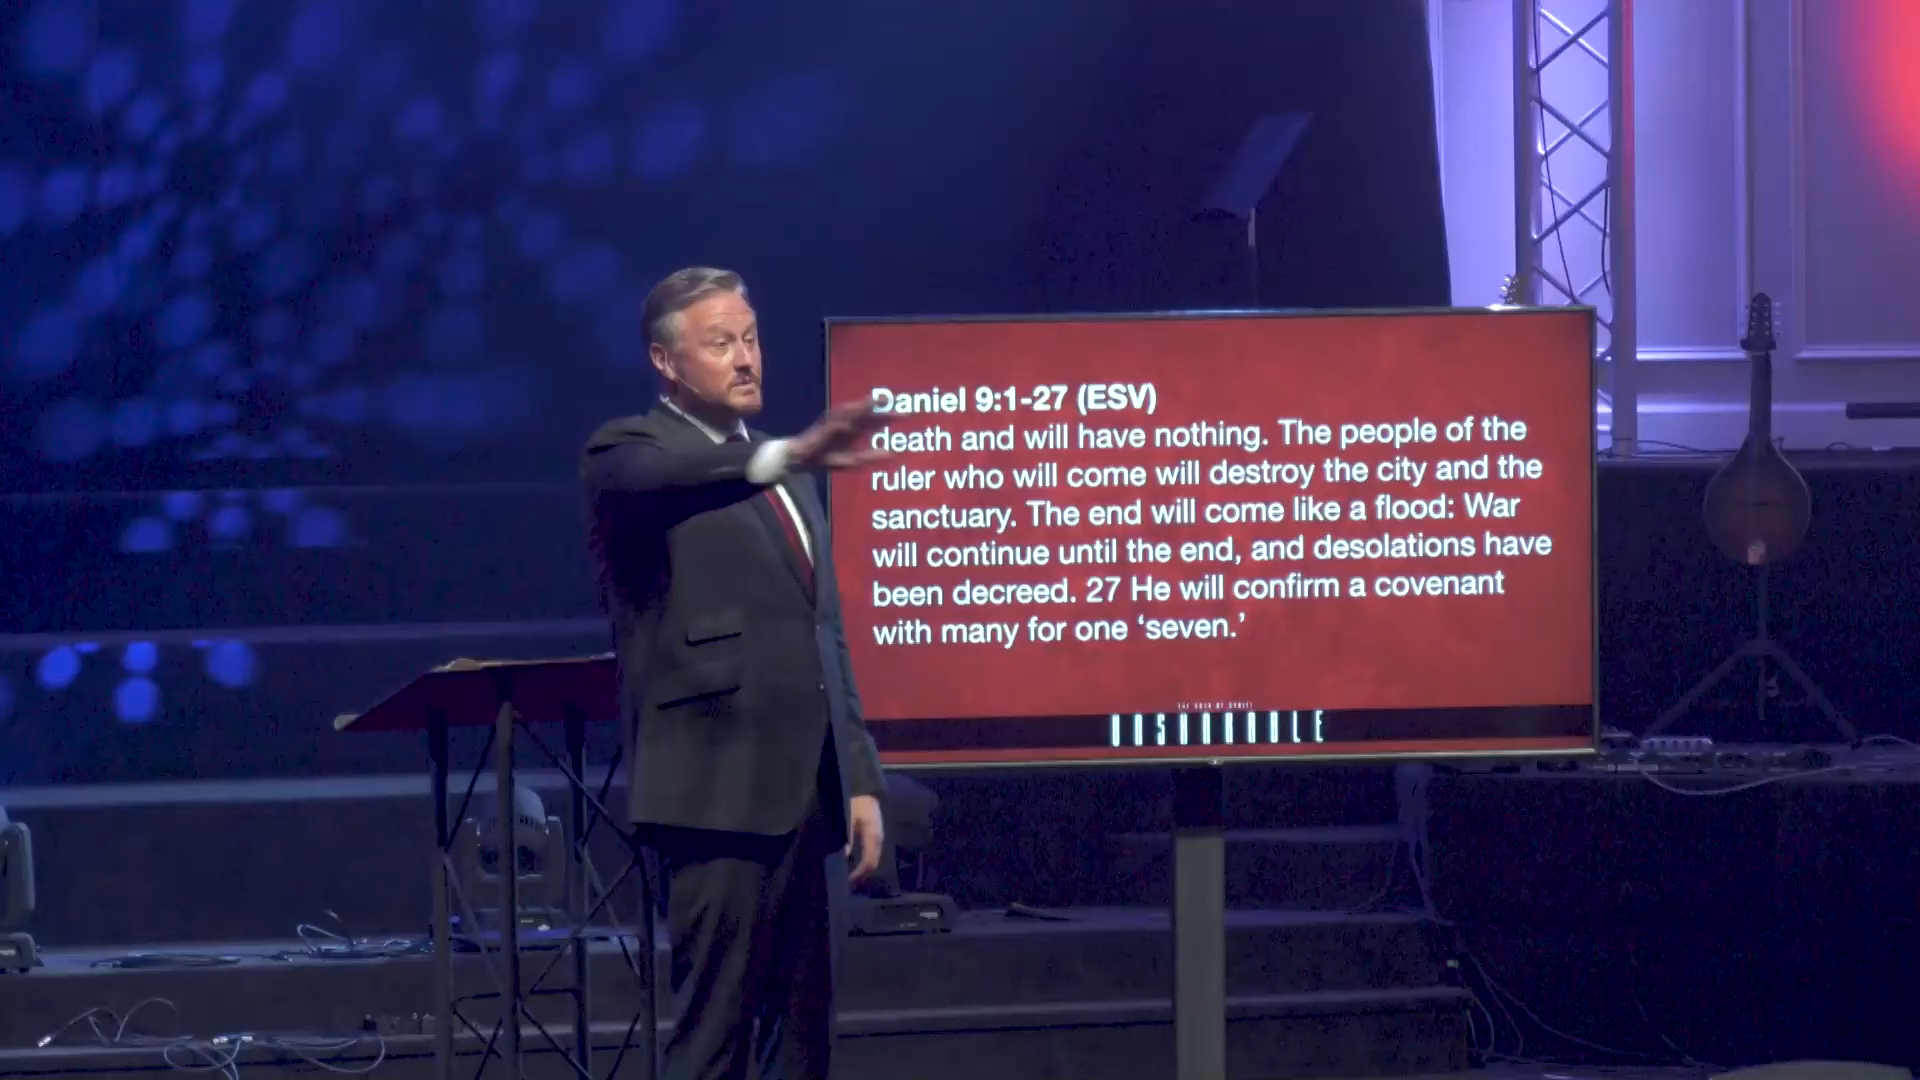 Daniel 9:1-27 (ESV)
death and will have nothing. The people of the
ruler who will come will destroy the city and the
sanctuary. The end will come like a flood: War
will continue until the end, and desolations have
been decreed. 27 He will confirm a covenant
with many for one ‘seven.’